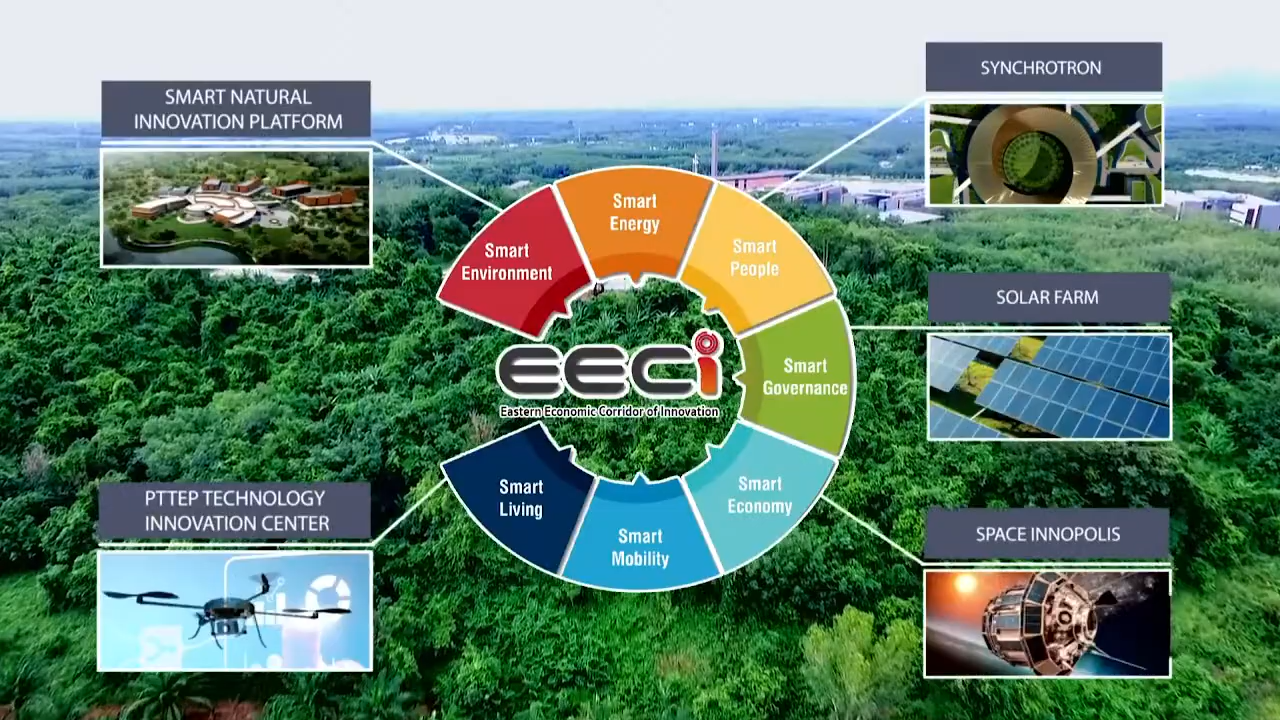 SMART NATURAL
INNOVATION PLATFORM
SYNCHROTRON
Smart
Energy
Smart
Environment
Smart
People
SOLAR FARM
eeci
Eastern Economic Corridor of Innovation
Smart
Governance
PTTEP TECHNOLOGY
INNOVATION CENTER
Smart
Living
Smart
Mobility
Smart
Economy
SPACE INNOPOLIS